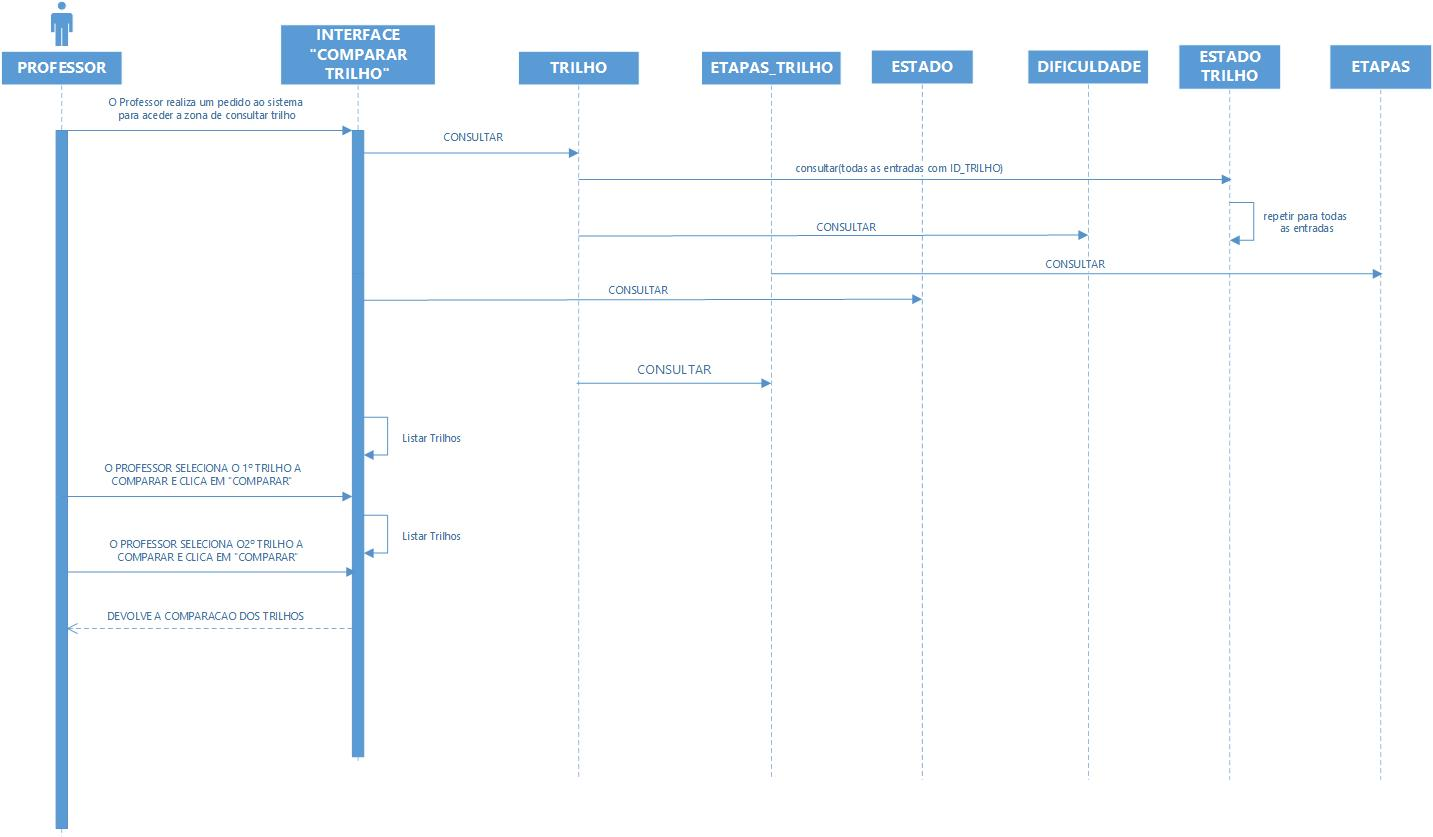 PROFESSOR
INTERFACE
"COMPARAR
TRILHO"
TRILHO
ETAPAS_TRILHO
ESTADO
DIFICULDADE
ESTADO
TRILHO
ETAPAS
O Professor realiza um pedido ao sistema
para aceder a zona de consultar trilho
CONSULTAR
consultar(todas as entradas com ID_TRILHO)
repetir para todas
as entradas
CONSULTAR
CONSULTAR
CONSULTAR
CONSULTAR
Listar Trilhos
O PROFESSOR SELECIONA O 1º TRILHO A
COMPARAR E CLICA EM "COMPARAR"
Listar Trilhos
O PROFESSOR SELECIONA O2º TRILHO A
COMPARAR E CLICA EM "COMPARAR"
DEVOLVE A COMPARACAO DOS TRILHOS